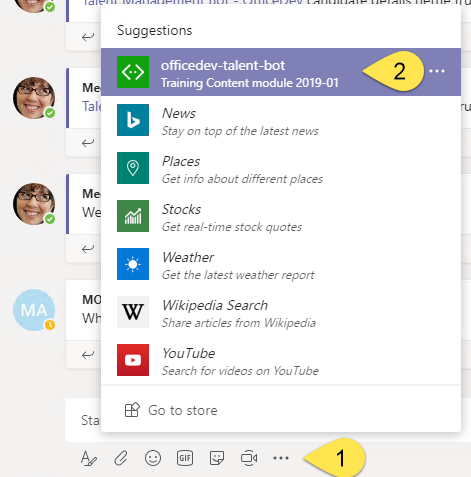 Talent Management Bot - OfficeDev candidate details herne
Suggestions
officedev-talent-bot
Training Content module 2019-01
2
Me
Tal
News
Stay on top of the latest news
Places
Get info about different places
Me
We
Stocks
Get real-time stock quotes
Weather
Get the latest weather report
MA
MO
Wh
W
Wikipedia Search
Share articles from Wikipedia
YouTube
Search for videos on YouTube
Go to store
Sta
GIF
1